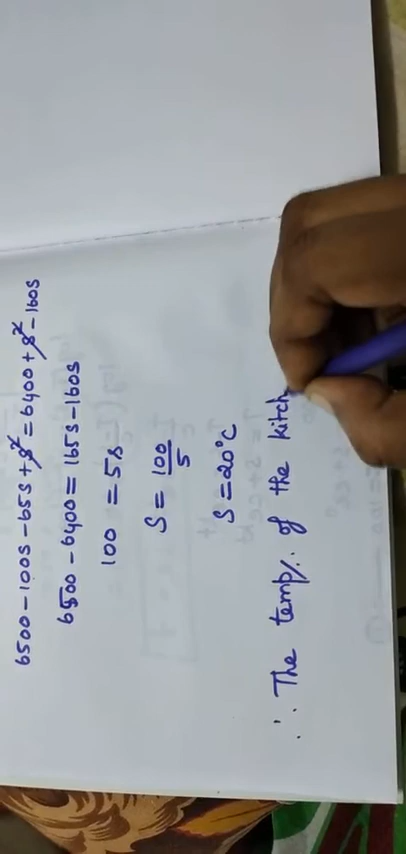 6500-100S-65S+S²=6400+S²-160S
6500-6400=165S-160S
100=5S
S=100/5
S=20°C
∴ The temp. of the kitch